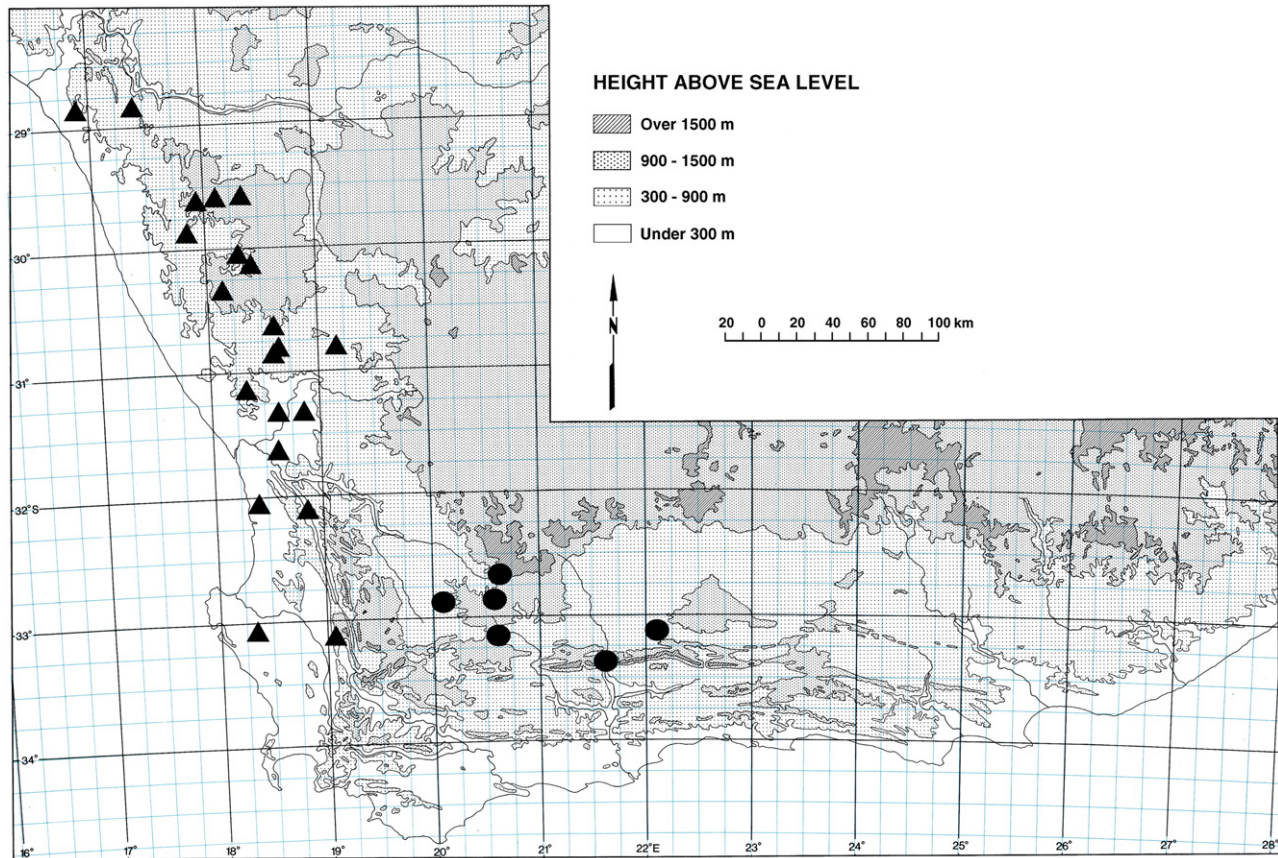 HEIGHT ABOVE SEA LEVEL
Over 1500 m
900 - 1500 m
300 - 900 m
Under 300 m
N
20 0 20 40 60 80 100 km
29°
30°
31°
32°S
33°
34°
16° 17° 18° 19° 20° 21° 22° 23° 24° 25° 26° 27° 28° E